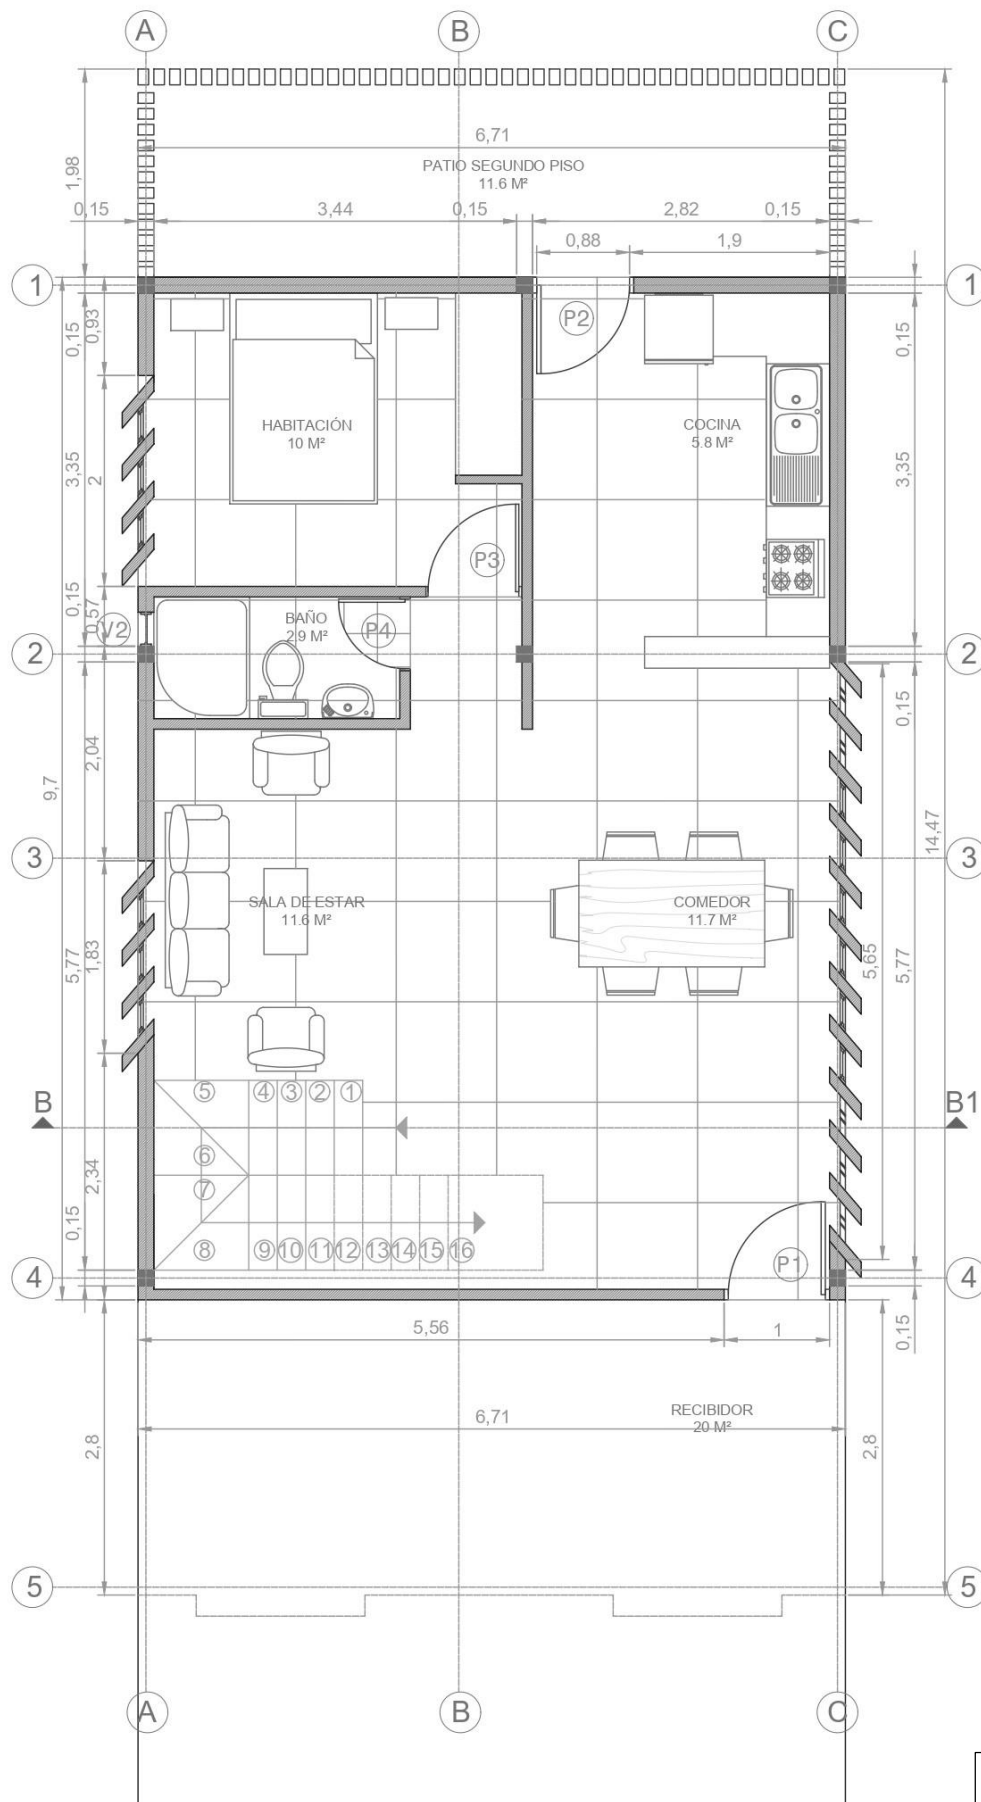 A B C
6,71
PATIO SEGUNDO PISO
11.6 M²
1,98
0,15 3,44 0,15 2,82 0,15
0,88 1,9
1 1
P2
0,15 0,93 0,15
HABITACIÓN
10 M²
COCINA
5.8 M²
3,35 2 3,35
P3
0,15 0,57
V2
BAÑO
2.9 M²
P4
2 2
0,15
2,04
9,7
14,47
3 3
SALA DE ESTAR
11.6 M²
COMEDOR
11.7 M²
5,77 1,83 5,65 5,77
5 4 3 2 1
B B1
6
2,34
7
0,15
8 9 10 11 12 13 14 15 16
P1
4 4
0,15
5,56 1
RECIBIDOR
20 M²
6,71
2,8 2,8
5 5
A B C